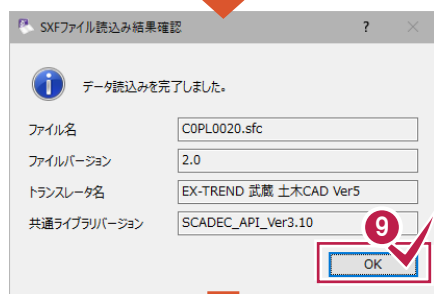 SXFファイル読込み結果確認
?
データ読込みを完了しました。
ファイル名
C0PL0020.sfc
ファイルバージョン
2.0
トランスレータ名
EX-TREND 武蔵 土木CAD Ver5
共通ライブラリバージョン
SCADEC_API_Ver3.10
9
OK